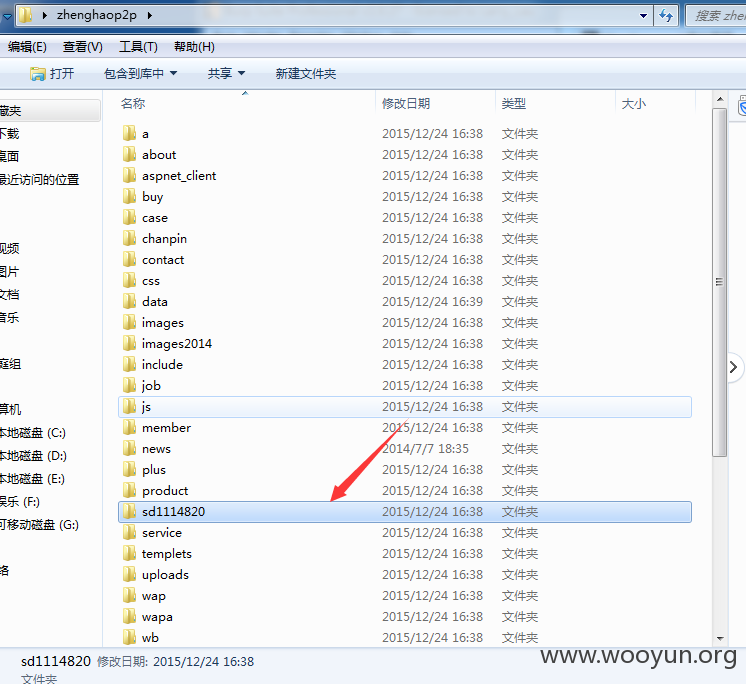 zhenghaop2p
搜索 zhen
编辑(E) 查看(V) 工具(T) 帮助(H)
打开 包含到库中 共享 新建文件夹
名称 修改日期 类型 大小
藏夹
下载
桌面
最近访问的位置
视频
图片
文档
音乐
庭组
算机
本地磁盘 (C:)
本地磁盘 (D:)
本地磁盘 (E:)
娱乐 (F:)
可移动磁盘 (G:)
络
a 2015/12/24 16:38 文件夹
about 2015/12/24 16:38 文件夹
aspnet_client 2015/12/24 16:38 文件夹
buy 2015/12/24 16:38 文件夹
case 2015/12/24 16:38 文件夹
chanpin 2015/12/24 16:38 文件夹
contact 2015/12/24 16:38 文件夹
css 2015/12/24 16:38 文件夹
data 2015/12/24 16:39 文件夹
images 2015/12/24 16:38 文件夹
images2014 2015/12/24 16:38 文件夹
include 2015/12/24 16:38 文件夹
job 2015/12/24 16:38 文件夹
js 2015/12/24 16:38 文件夹
member 2015/12/24 16:38 文件夹
news 2014/7/7 18:35 文件夹
plus 2015/12/24 16:38 文件夹
product 2015/12/24 16:38 文件夹
sd1114820 2015/12/24 16:38 文件夹
service 2015/12/24 16:38 文件夹
templets 2015/12/24 16:38 文件夹
uploads 2015/12/24 16:38 文件夹
wap 2015/12/24 16:38 文件夹
wapa 2015/12/24 16:38 文件夹
wb 2015/12/24 16:38 文件夹
sd1114820 修改日期: 2015/12/24 16:38
文件夹
www.wooyun.org